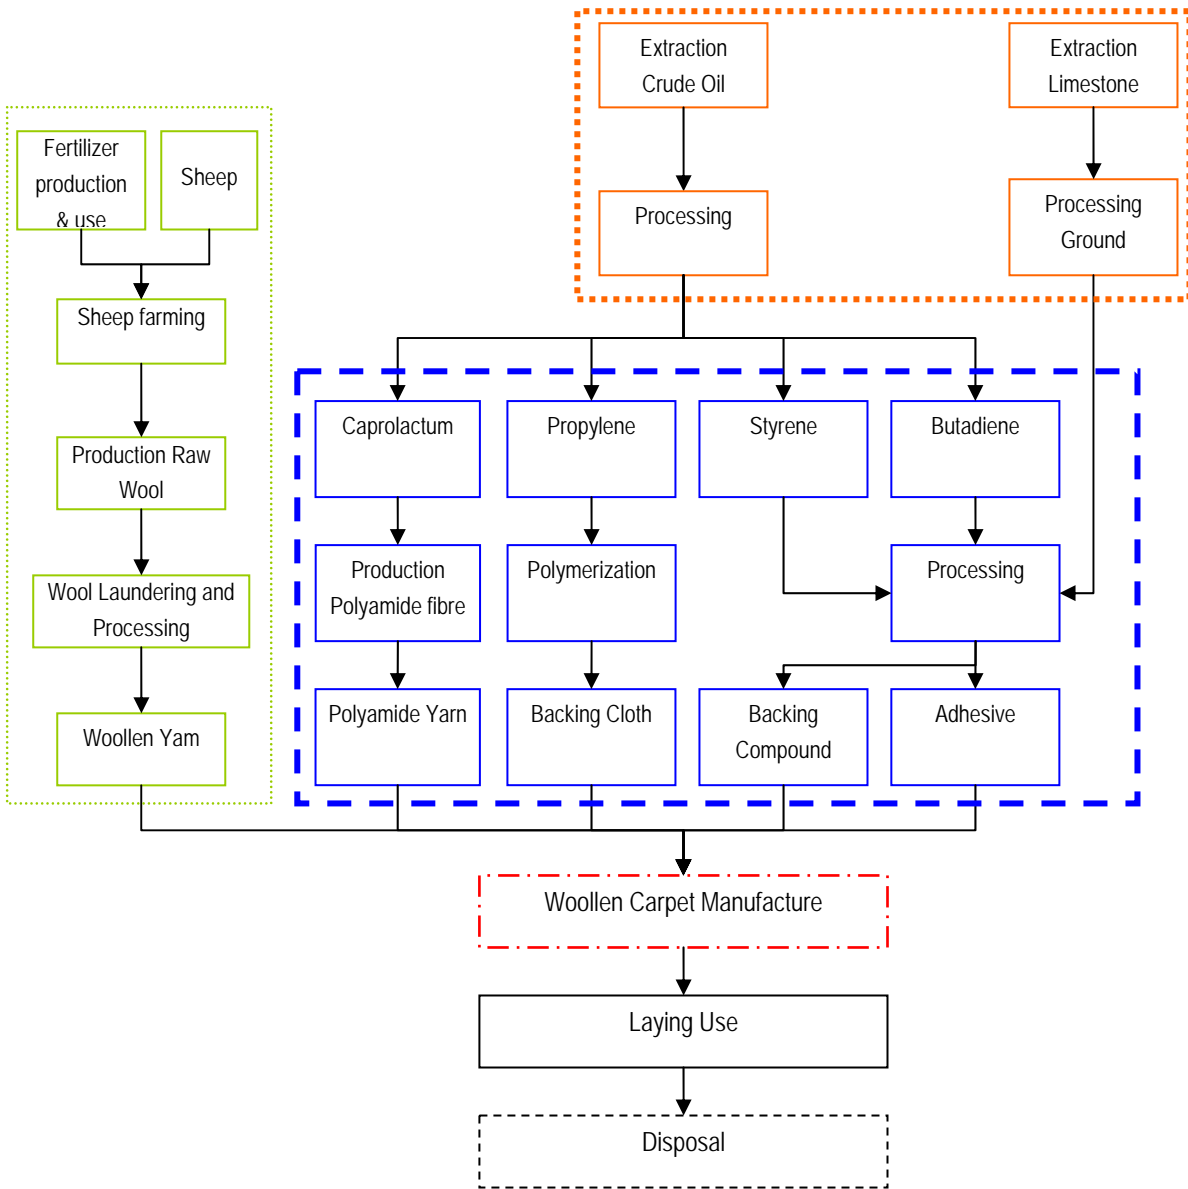 Extraction
Crude Oil
Extraction
Limestone
Fertilizer
production
& use
Sheep
Processing
Processing
Ground
Sheep farming
Caprolactum
Propylene
Styrene
Butadiene
Production Raw
Wool
Production
Polyamide fibre
Polymerization
Processing
Wool Laundering and
Processing
Woollen Yam
Polyamide Yarn
Backing Cloth
Backing
Compound
Adhesive
Woollen Carpet Manufacture
Laying Use
Disposal